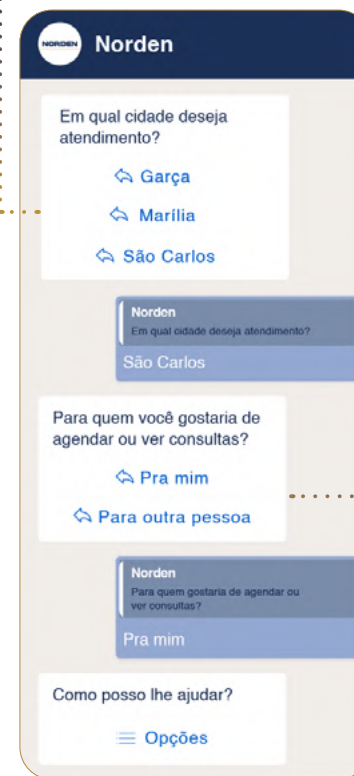 NORDEN
Norden
Em qual cidade deseja
atendimento?
Garça
Marília
São Carlos
Norden
Em qual cidade deseja atendimento?
São Carlos
Para quem você gostaria de
agendar ou ver consultas?
Pra mim
Para outra pessoa
Norden
Para quem gostaria de agendar ou
ver consultas?
Pra mim
Como posso lhe ajudar?
Opções